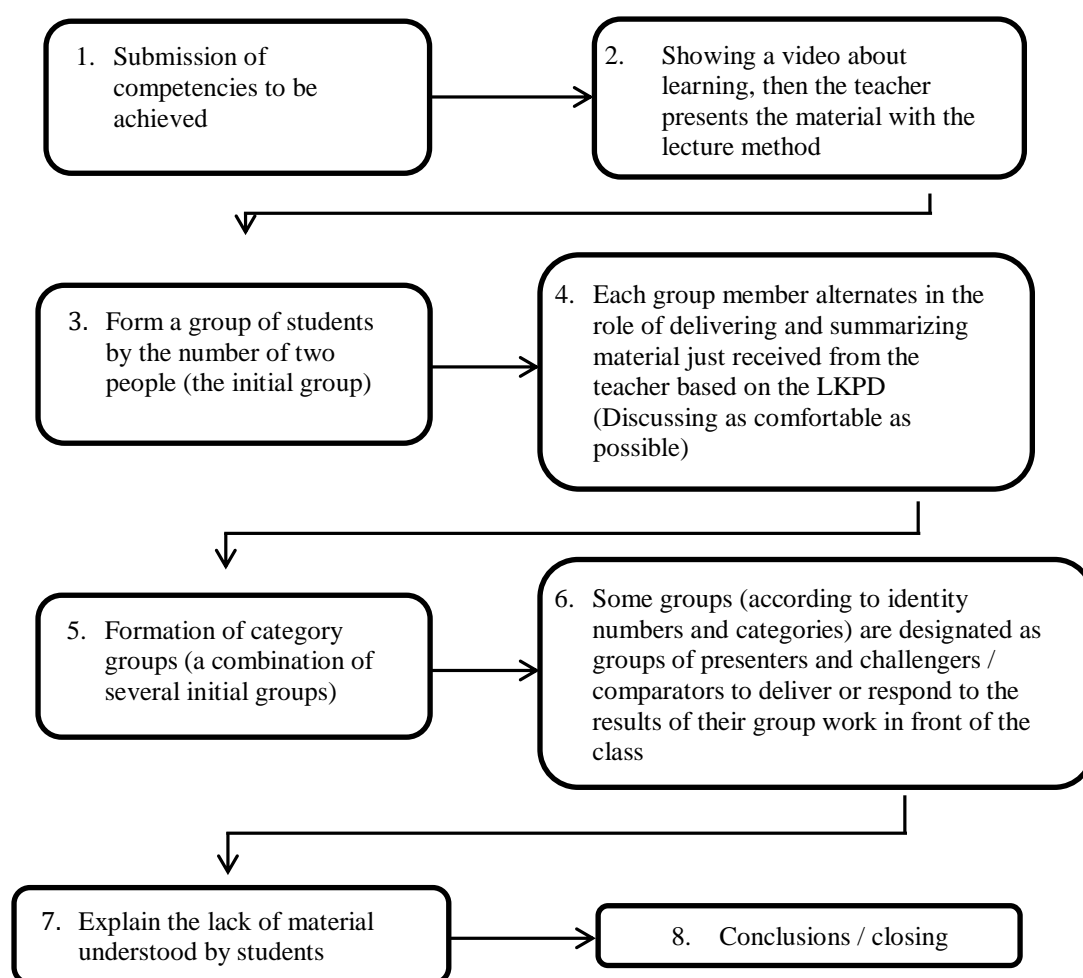 1. Submission of
competencies to be
achieved
2. Showing a video about
learning, then the teacher
presents the material with the
lecture method
3. Form a group of students
by the number of two
people (the initial group)
4. Each group member alternates in the
role of delivering and summarizing
material just received from the
teacher based on the LKPD
(Discussing as comfortable as
possible)
5. Formation of category
groups (a combination of
several initial groups)
6. Some groups (according to identity
numbers and categories) are designated as
groups of presenters and challengers /
comparators to deliver or respond to the
results of their group work in front of the
class
7. Explain the lack of material
understood by students
8. Conclusions / closing